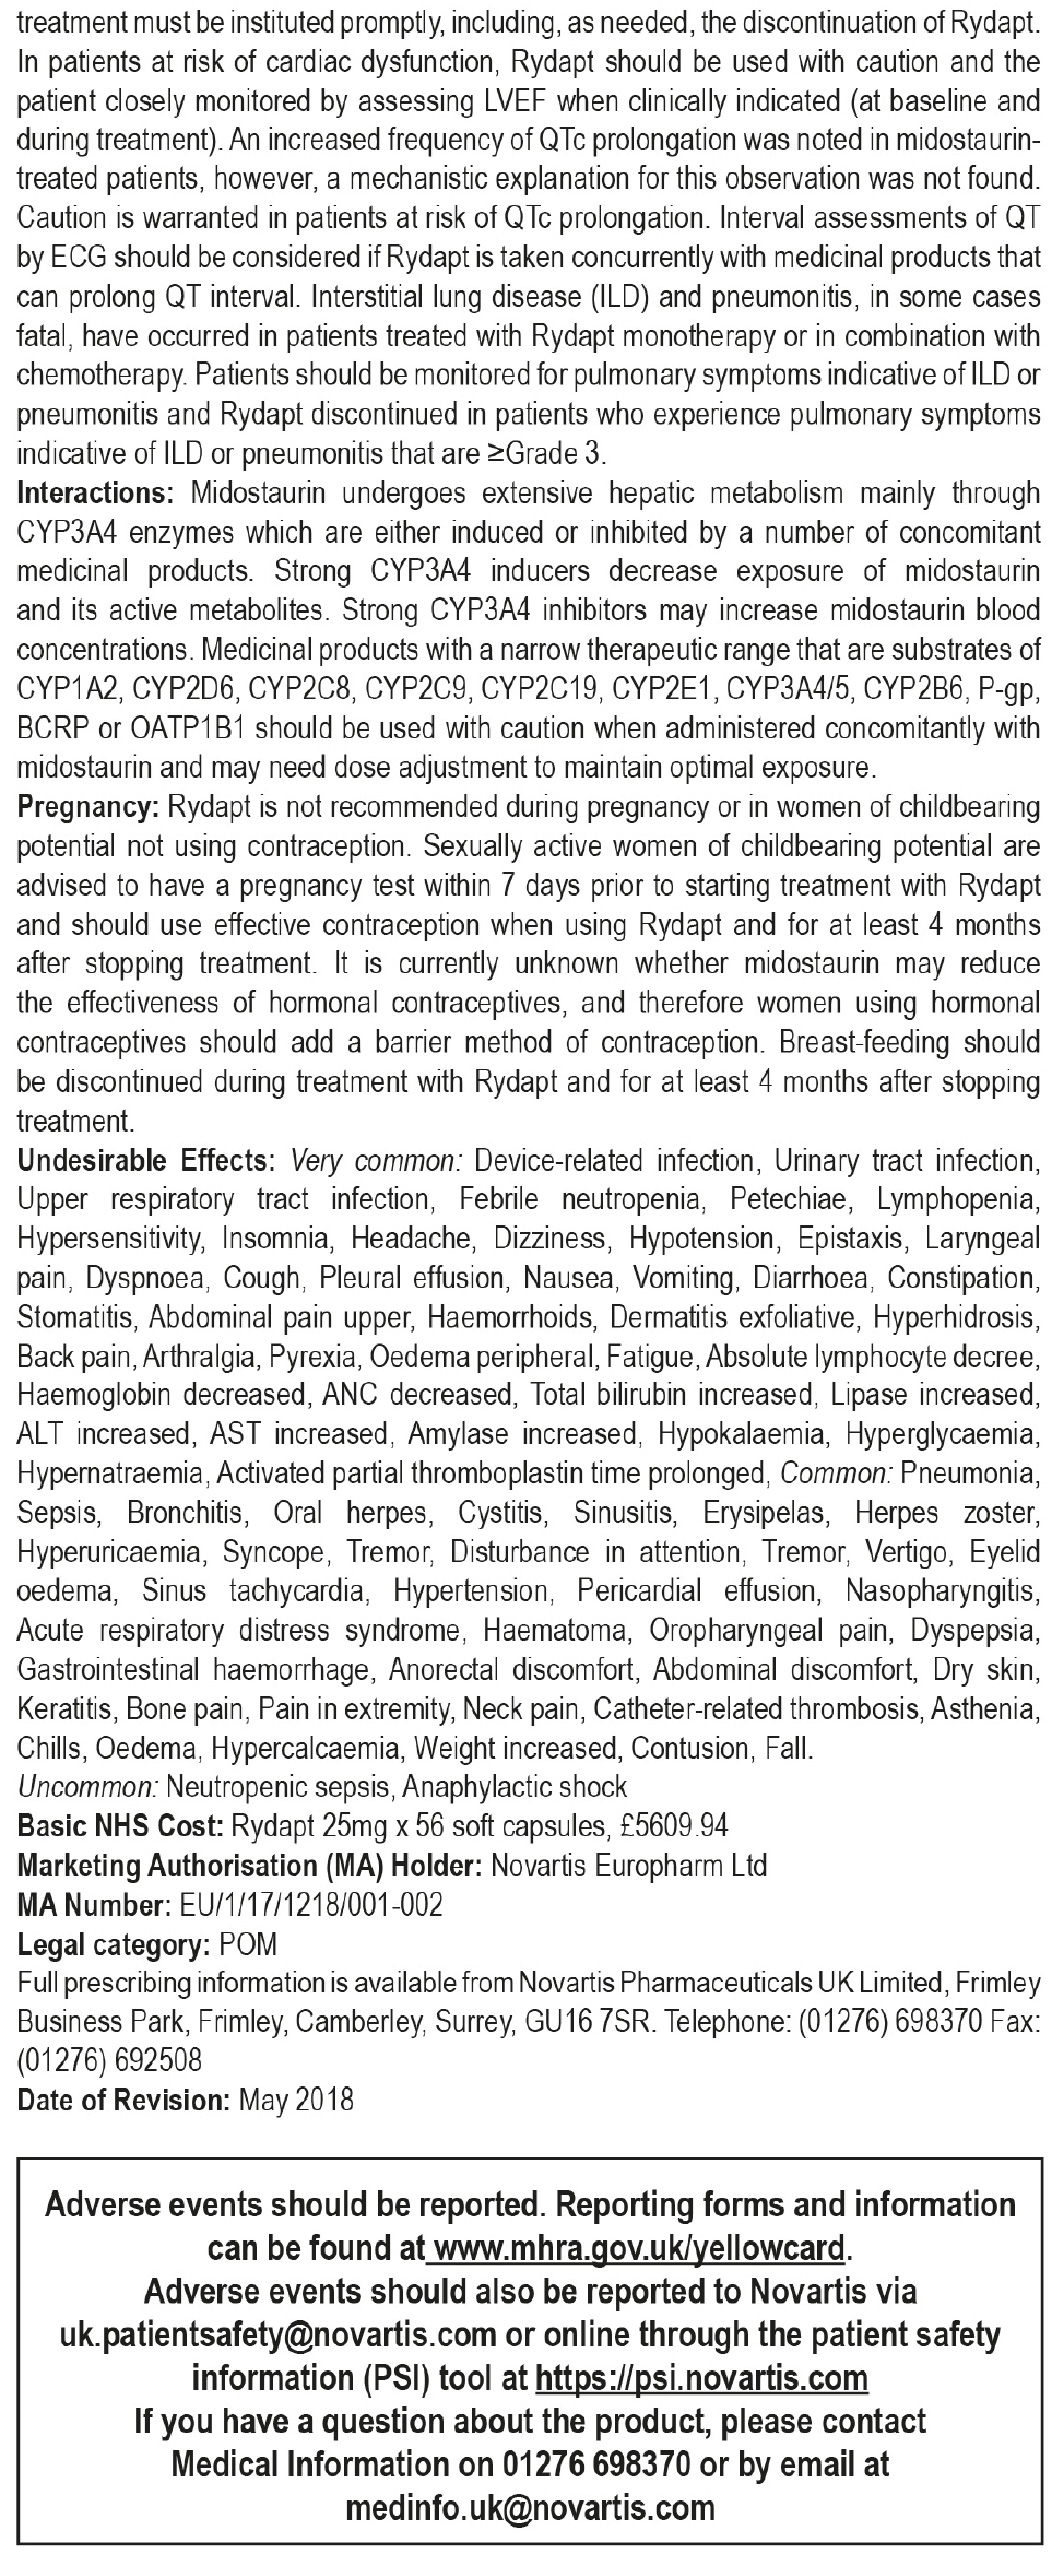 treatment must be instituted promptly, including, as needed, the discontinuation of Rydapt.
In patients at risk of cardiac dysfunction, Rydapt should be used with caution and the
patient closely monitored by assessing LVEF when clinically indicated (at baseline and
during treatment). An increased frequency of QTc prolongation was noted in midostaurin-
treated patients, however, a mechanistic explanation for this observation was not found.
Caution is warranted in patients at risk of QTc prolongation. Interval assessments of QT
by ECG should be considered if Rydapt is taken concurrently with medicinal products that
can prolong QT interval. Interstitial lung disease (ILD) and pneumonitis, in some cases
fatal, have occurred in patients treated with Rydapt monotherapy or in combination with
chemotherapy. Patients should be monitored for pulmonary symptoms indicative of ILD or
pneumonitis and Rydapt discontinued in patients who experience pulmonary symptoms
indicative of ILD or pneumonitis that are ≥Grade 3.
Interactions: Midostaurin undergoes extensive hepatic metabolism mainly through
CYP3A4 enzymes which are either induced or inhibited by a number of concomitant
medicinal products. Strong CYP3A4 inducers decrease exposure of midostaurin
and its active metabolites. Strong CYP3A4 inhibitors may increase midostaurin blood
concentrations. Medicinal products with a narrow therapeutic range that are substrates of
CYP1A2, CYP2D6, CYP2C8, CYP2C9, CYP2C19, CYP2E1, CYP3A4/5, CYP2B6, P-gp,
BCRP or OATP1B1 should be used with caution when administered concomitantly with
midostaurin and may need dose adjustment to maintain optimal exposure.
Pregnancy: Rydapt is not recommended during pregnancy or in women of childbearing
potential not using contraception. Sexually active women of childbearing potential are
advised to have a pregnancy test within 7 days prior to starting treatment with Rydapt
and should use effective contraception when using Rydapt and for at least 4 months
after stopping treatment. It is currently unknown whether midostaurin may reduce
the effectiveness of hormonal contraceptives, and therefore women using hormonal
contraceptives should add a barrier method of contraception. Breast-feeding should
be discontinued during treatment with Rydapt and for at least 4 months after stopping
treatment.
Undesirable Effects: Very common: Device-related infection, Urinary tract infection,
Upper respiratory tract infection, Febrile neutropenia, Petechiae, Lymphopenia,
Hypersensitivity, Insomnia, Headache, Dizziness, Hypotension, Epistaxis, Laryngeal
pain, Dyspnoea, Cough, Pleural effusion, Nausea, Vomiting, Diarrhoea, Constipation,
Stomatitis, Abdominal pain upper, Haemorrhoids, Dermatitis exfoliative, Hyperhidrosis,
Back pain, Arthralgia, Pyrexia, Oedema peripheral, Fatigue, Absolute lymphocyte decree,
Haemoglobin decreased, ANC decreased, Total bilirubin increased, Lipase increased,
ALT increased, AST increased, Amylase increased, Hypokalaemia, Hyperglycaemia,
Hypernatraemia, Activated partial thromboplastin time prolonged, Common: Pneumonia,
Sepsis, Bronchitis, Oral herpes, Cystitis, Sinusitis, Erysipelas, Herpes zoster,
Hyperuricaemia, Syncope, Tremor, Disturbance in attention, Tremor, Vertigo, Eyelid
oedema, Sinus tachycardia, Hypertension, Pericardial effusion, Nasopharyngitis,
Acute respiratory distress syndrome, Haematoma, Oropharyngeal pain, Dyspepsia,
Gastrointestinal haemorrhage, Anorectal discomfort, Abdominal discomfort, Dry skin,
Keratitis, Bone pain, Pain in extremity, Neck pain, Catheter-related thrombosis, Asthenia,
Chills, Oedema, Hypercalcaemia, Weight increased, Contusion, Fall.
Uncommon: Neutropenic sepsis, Anaphylactic shock
Basic NHS Cost: Rydapt 25mg x 56 soft capsules, £5609.94
Marketing Authorisation (MA) Holder: Novartis Europharm Ltd
MA Number: EU/1/17/1218/001-002
Legal category: POM
Full prescribing information is available from Novartis Pharmaceuticals UK Limited, Frimley
Business Park, Frimley, Camberley, Surrey, GU16 7SR. Telephone: (01276) 698370 Fax:
(01276) 692508
Date of Revision: May 2018
Adverse events should be reported. Reporting forms and information
can be found at www.mhra.gov.uk/yellowcard.
Adverse events should also be reported to Novartis via
uk.patientsafety@novartis.com or online through the patient safety
information (PSI) tool at https://psi.novartis.com
If you have a question about the product, please contact
Medical Information on 01276 698370 or by email at
medinfo.uk@novartis.com